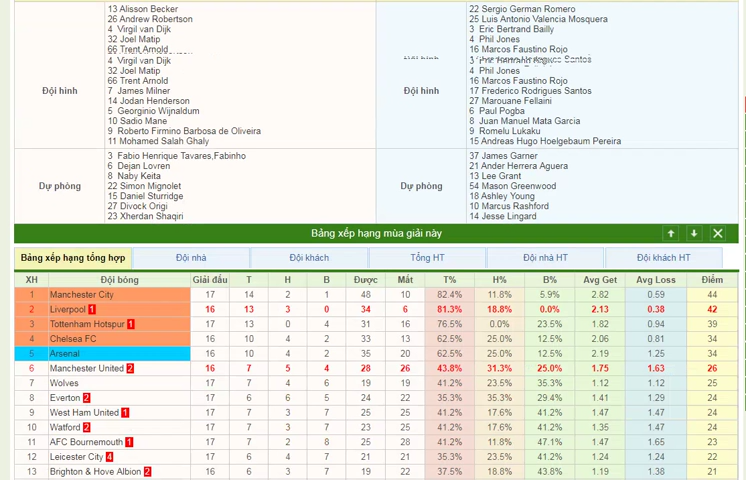 13 Alisson Becker
26 Andrew Robertson
4 Virgil van Dijk
32 Joel Matip
66 Trent Arnold
4 Virgil van Dijk
32 Joel Matip
66 Trent Arnold
7 James Milner
14 Jodan Henderson
5 Georginio Wijnaldum
10 Sadio Mane
9 Roberto Firmino Barbosa de Oliveira
11 Mohamed Salah Ghaly
Đội hình
22 Sergio German Romero
25 Luis Antonio Valencia Mosquera
3 Eric Bertrand Bailly
4 Phil Jones
16 Marcos Faustino Rojo
4 Phil Jones
16 Marcos Faustino Rojo
17 Frederico Rodrigues Santos
27 Marouane Fellaini
6 Paul Pogba
8 Juan Manuel Mata Garcia
9 Romelu Lukaku
15 Andreas Hugo Hoelgebaum Pereira
Đội hình
3 Fabio Henrique Tavares,Fabinho
6 Dejan Lovren
8 Naby Keita
22 Simon Mignolet
15 Daniel Sturridge
27 Divock Origi
23 Xherdan Shaqiri
Dự phòng
37 James Garner
21 Ander Herrera Aguera
13 Lee Grant
54 Mason Greenwood
18 Ashley Young
10 Marcus Rashford
14 Jesse Lingard
Dự phòng
Bảng xếp hạng mùa giải này
Bảng xếp hạng tổng hợp Đội nhà Đội khách Tổng HT Đội nhà HT Đội khách HT
XH Đội bóng Giải đấu T H B Được Mất T% H% B% Avg Get Avg Loss Điểm
1 Manchester City 17 14 2 1 48 10 82.4% 11.8% 5.9% 2.82 0.59 44
2 Liverpool 1 16 13 3 0 34 6 81.3% 18.8% 0.0% 2.13 0.38 42
3 Tottenham Hotspur 1 17 13 0 4 31 16 76.5% 0.0% 23.5% 1.82 0.94 39
4 Chelsea FC 16 10 4 2 33 13 62.5% 25.0% 12.5% 2.06 0.81 34
5 Arsenal 16 10 4 2 35 20 62.5% 25.0% 12.5% 2.19 1.25 34
6 Manchester United 2 16 7 5 4 28 26 43.8% 31.3% 25.0% 1.75 1.63 26
7 Wolves 17 7 4 6 19 19 41.2% 23.5% 35.3% 1.12 1.12 25
8 Everton 2 17 6 6 5 24 22 35.3% 35.3% 29.4% 1.41 1.29 24
9 West Ham United 1 17 7 3 7 25 25 41.2% 17.6% 41.2% 1.47 1.47 24
10 Watford 2 17 7 3 7 23 25 41.2% 17.6% 41.2% 1.35 1.47 24
11 AFC Bournemouth 1 17 7 2 8 25 28 41.2% 11.8% 47.1% 1.47 1.65 23
12 Leicester City 4 17 6 4 7 21 21 35.3% 23.5% 41.2% 1.24 1.24 22
13 Brighton & Hove Albion 2 16 6 3 7 19 22 37.5% 18.8% 43.8% 1.19 1.38 21